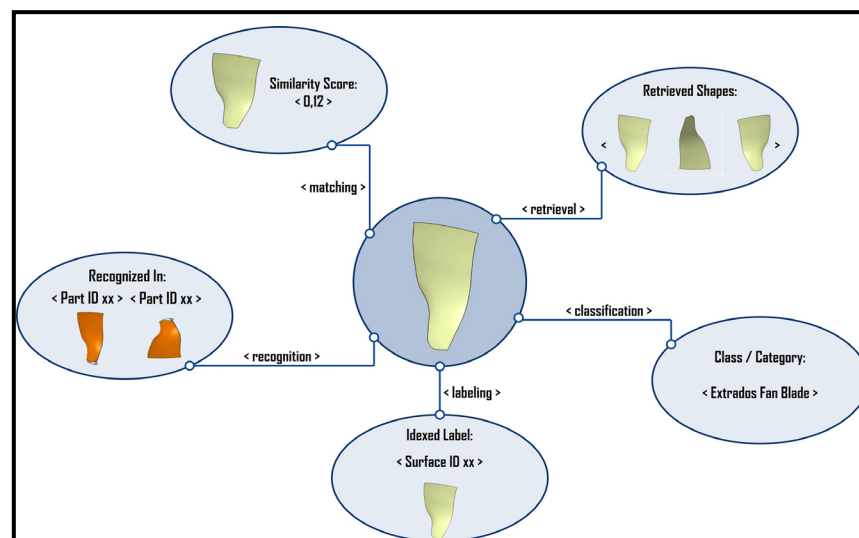 Similarity Score:
< 0,12 >
Retrieved Shapes:
< >
< matching >
< retrieval >
Recognized In:
< Part ID xx > < Part ID xx >
< classification >
< recognition >
Class / Category:
< Extrados Fan Blade >
< labeling >
Idexed Label:
< Surface ID xx >